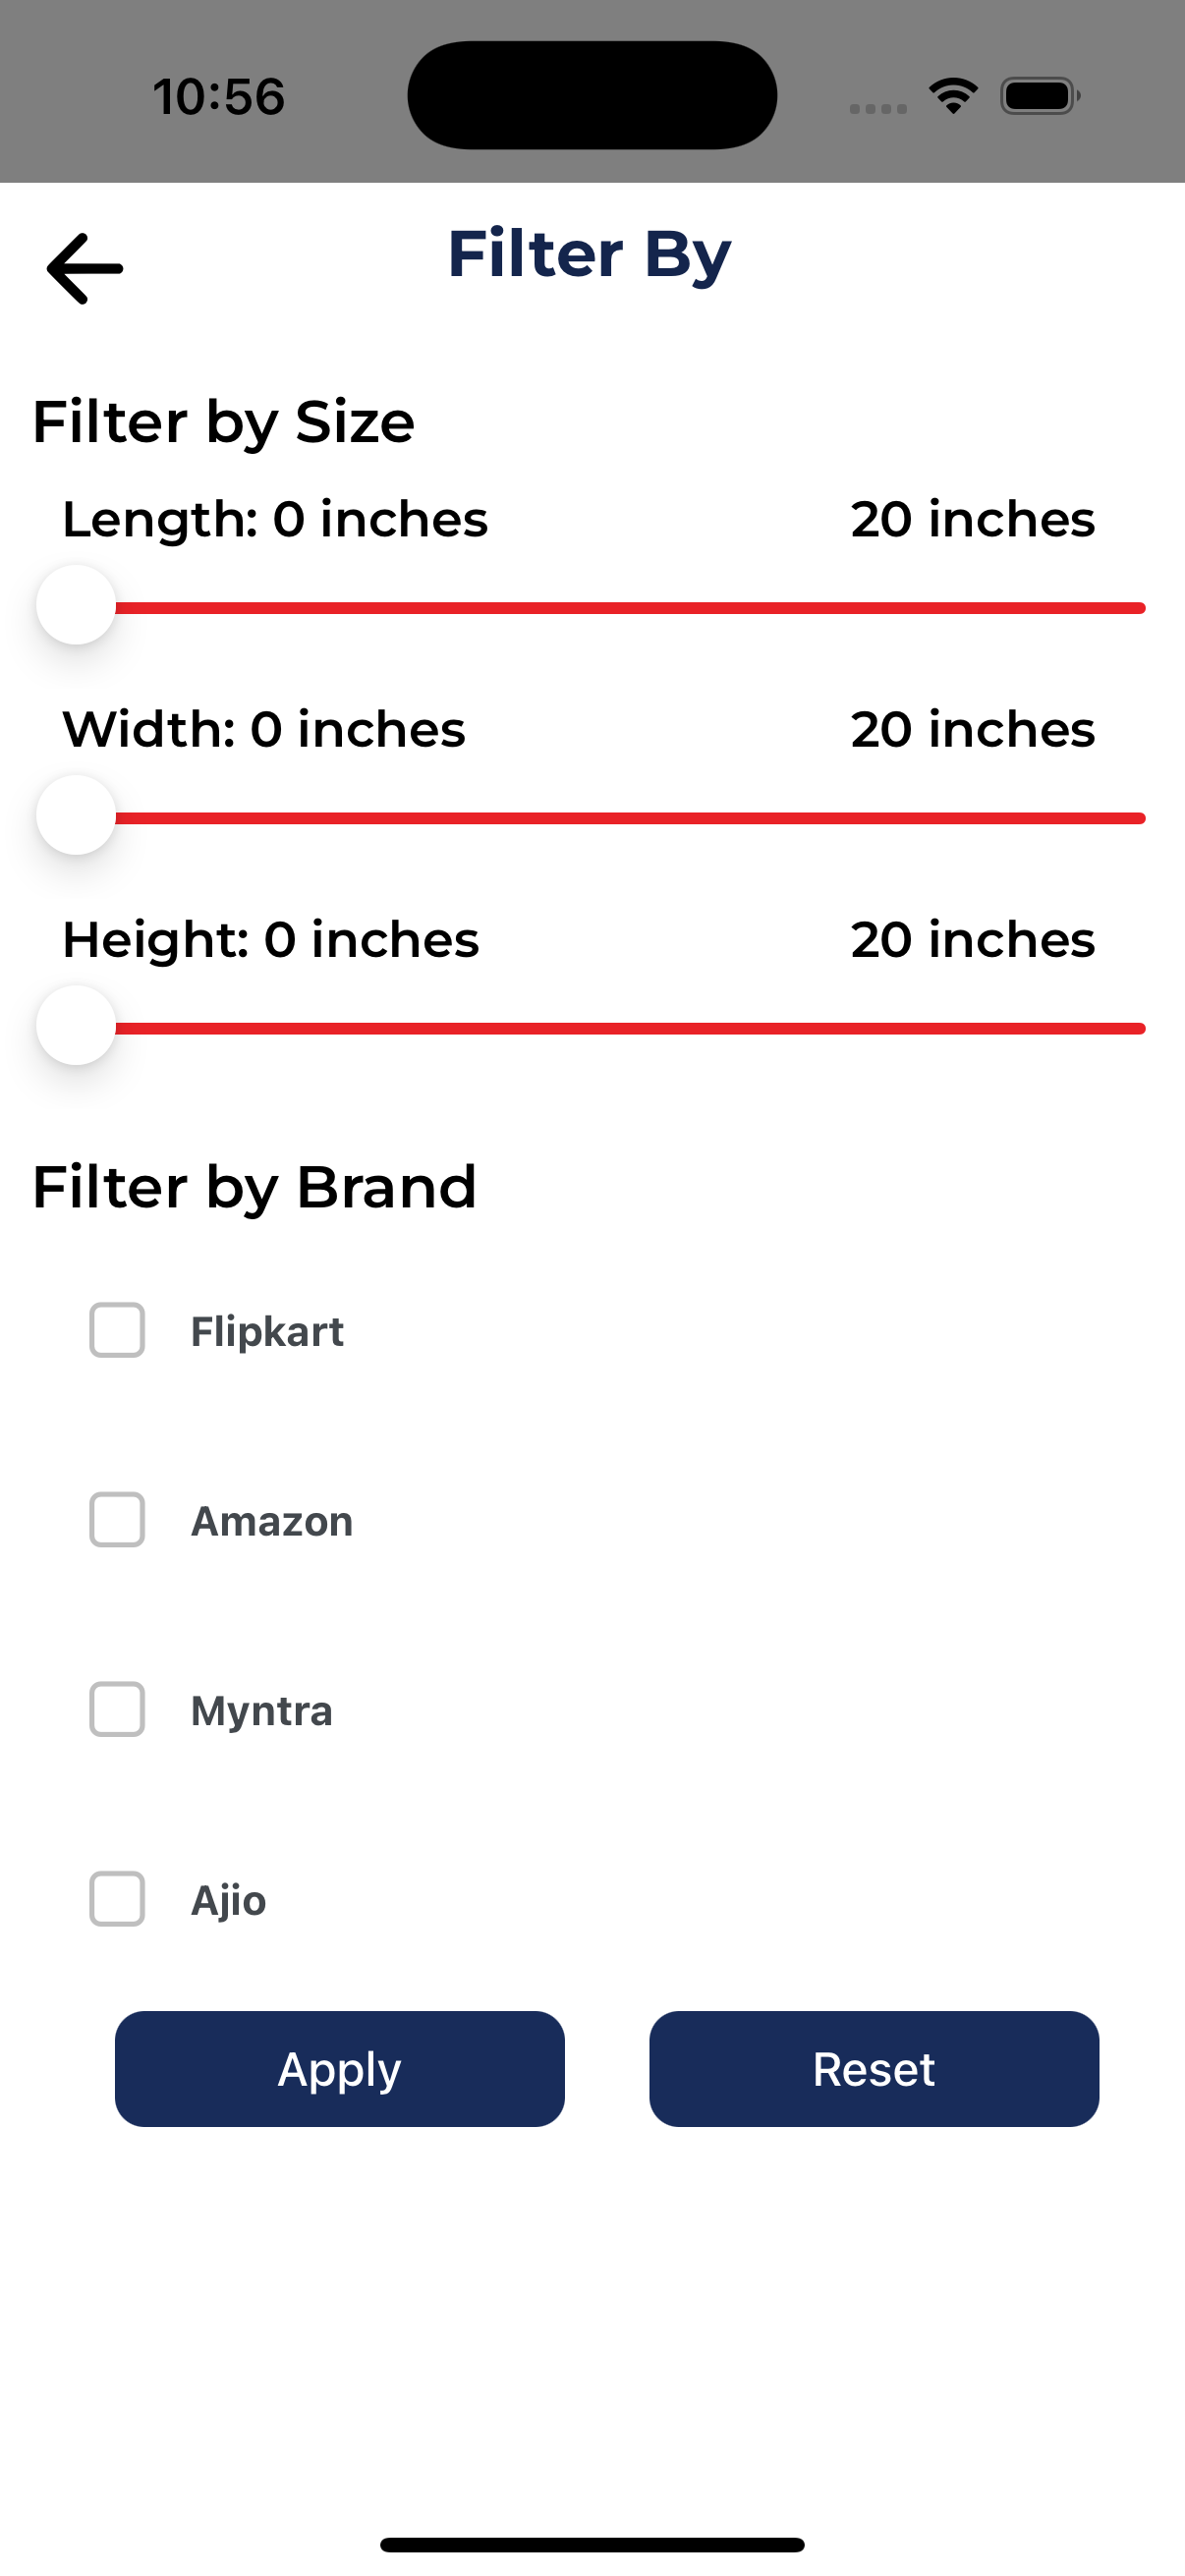 10:56
Filter By
Filter by Size
Length: 0 inches 20 inches
Width: 0 inches 20 inches
Height: 0 inches 20 inches
Filter by Brand
Flipkart
Amazon
Myntra
Ajio
Apply Reset